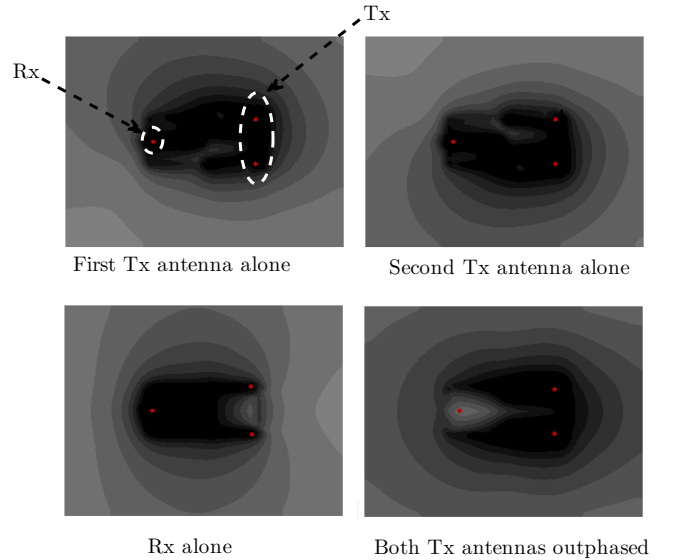 Tx
Rx
First Tx antenna alone
Second Tx antenna alone
Rx alone
Both Tx antennas outphased